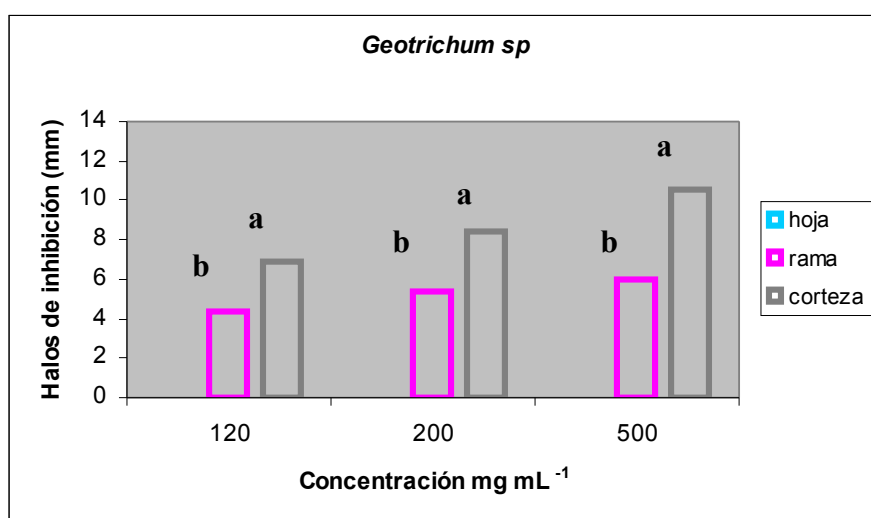 Geotrichum sp
Halos de inhibición (mm)
14
12
10
8
6
4
2
0
b
a
b
a
b
a
120
200
500
Concentración mg mL -1
hoja
rama
corteza